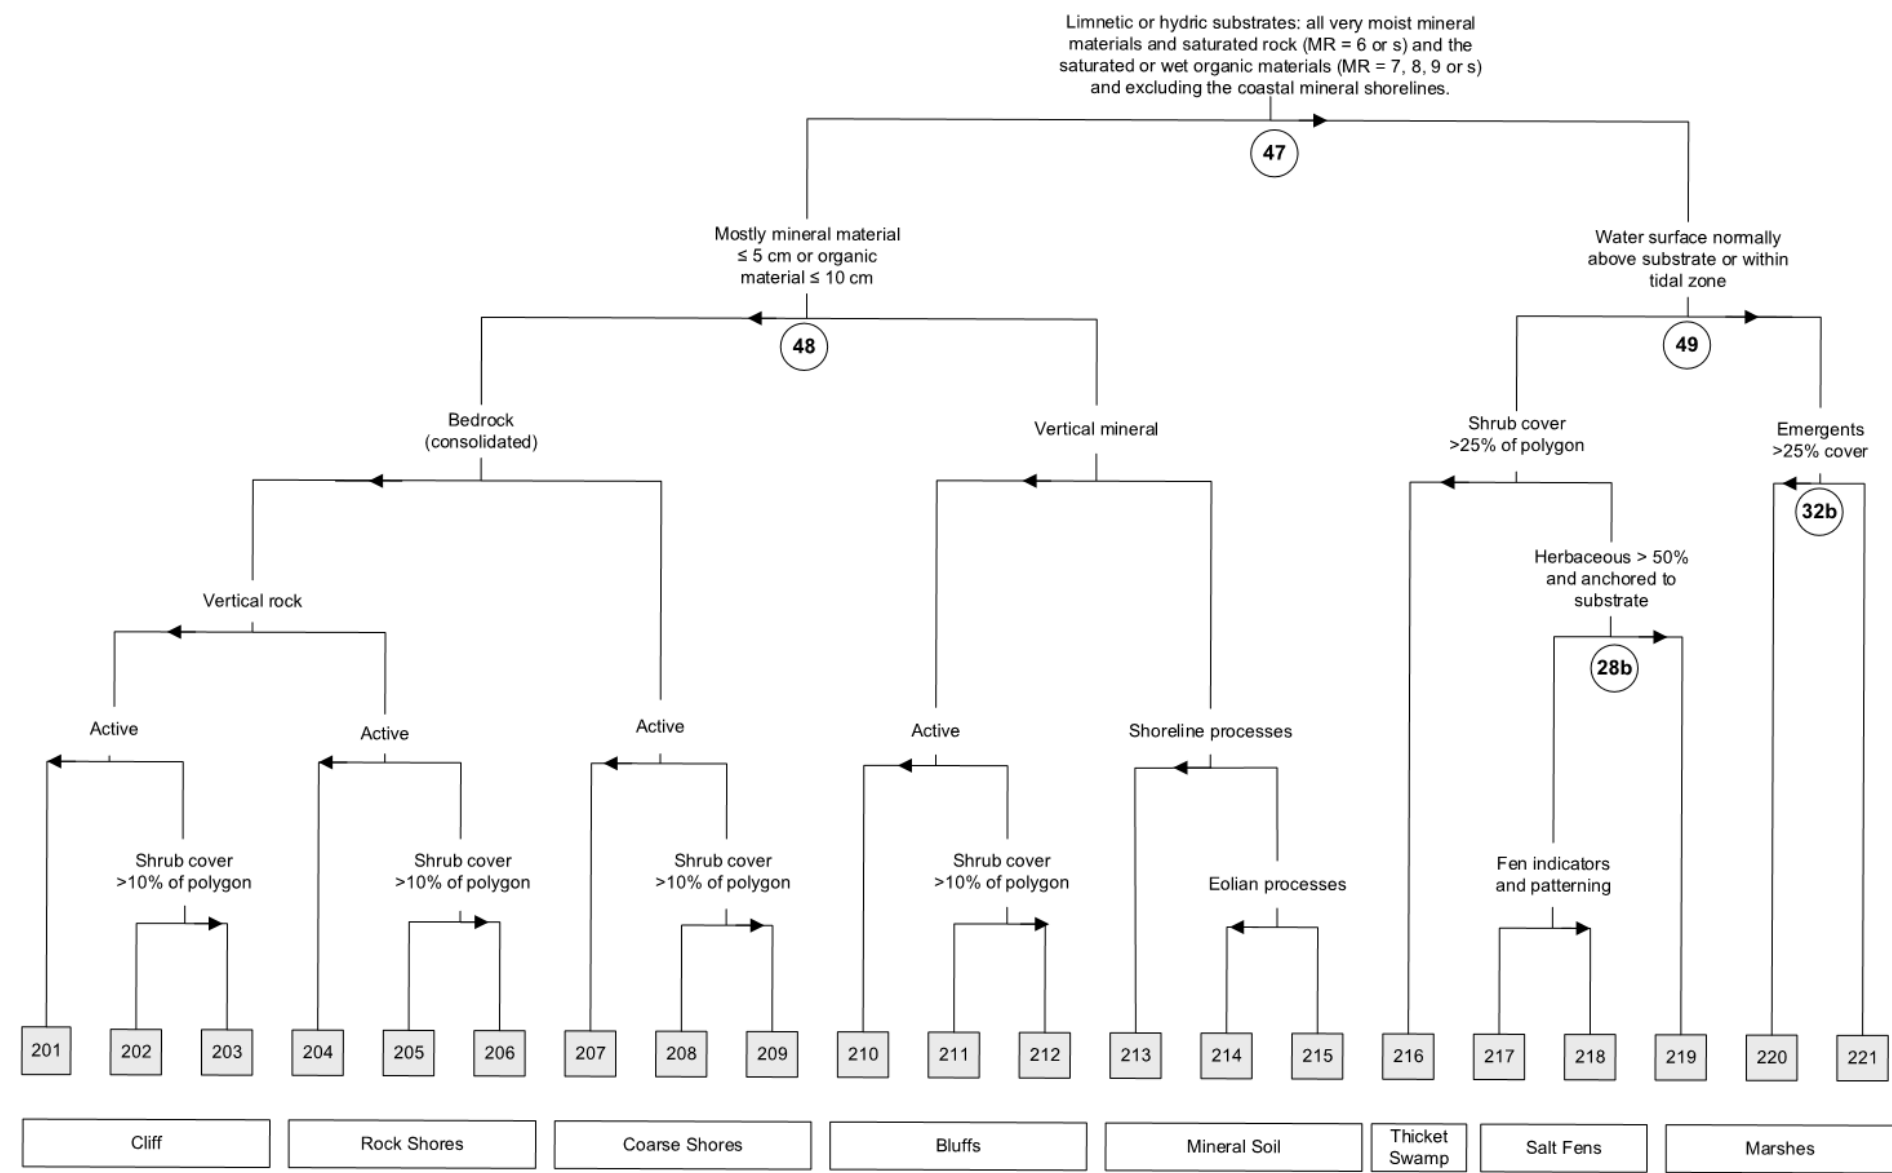 Limnetic or hydric substrates: all very moist mineral
materials and saturated rock (MR = 6 or s) and the
saturated or wet organic materials (MR = 7, 8, 9 or s)
and excluding the coastal mineral shorelines.
47
Mostly mineral material
≤ 5 cm or organic
material ≤ 10 cm
Water surface normally
above substrate or within
tidal zone
48
49
Bedrock
(consolidated)
Vertical mineral
Shrub cover
>25% of polygon
Emergents
>25% cover
32b
Herbaceous > 50%
and anchored to
substrate
28b
Vertical rock
Active
Active
Active
Active
Shoreline processes
Shrub cover
>10% of polygon
Shrub cover
>10% of polygon
Shrub cover
>10% of polygon
Shrub cover
>10% of polygon
Eolian processes
Fen indicators
and patterning
201
202
203
204
205
206
207
208
209
210
211
212
213
214
215
216
217
218
219
220
221
Cliff
Rock Shores
Coarse Shores
Bluffs
Mineral Soil
Thicket
Swamp
Salt Fens
Marshes